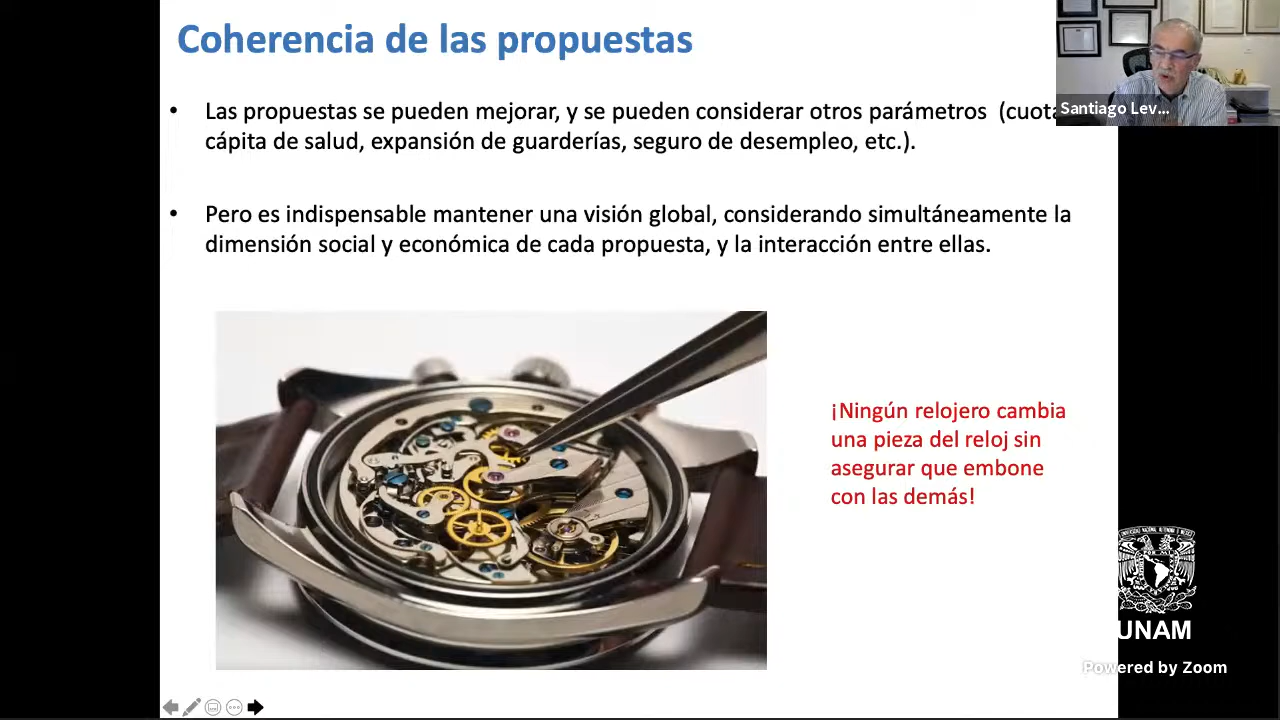 Coherencia de las propuestas
Santiago Lev...
• Las propuestas se pueden mejorar, y se pueden considerar otros parámetros (cuota
cápita de salud, expansión de guarderías, seguro de desempleo, etc.).
• Pero es indispensable mantener una visión global, considerando simultáneamente la
dimensión social y económica de cada propuesta, y la interacción entre ellas.
¡Ningún relojero cambia
una pieza del reloj sin
asegurar que embone
con las demás!
UNAM
Powered by Zoom